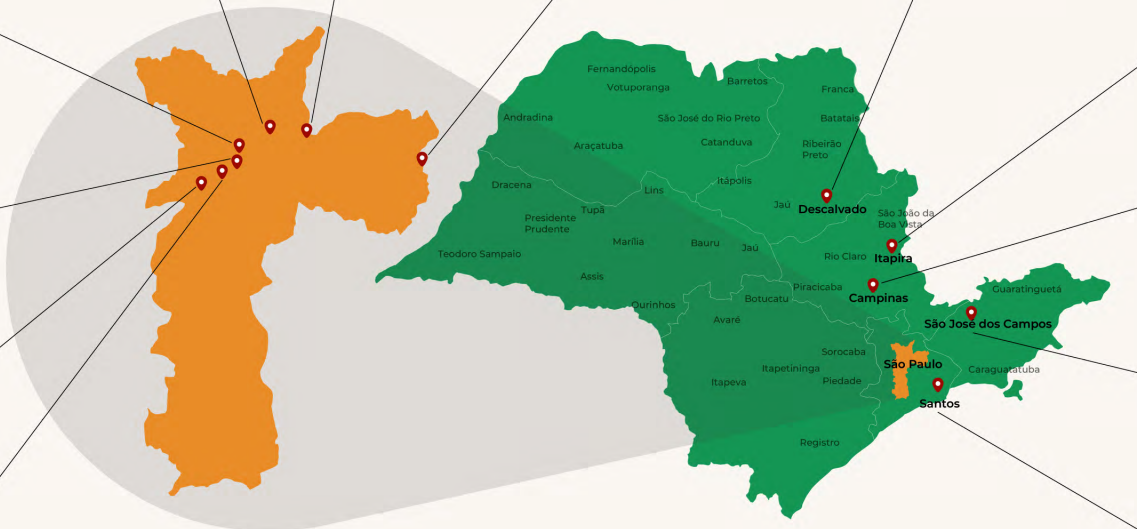 Fernandópolis
Votuporanga
Barretos
Franca
Andradina
São José do Rio Preto
Batatais
Araçatuba
Catanduva
Ribeirão
Preto
Dracena
Lins
Itápolis
Jaú
Descalvado
São João da
Boa Vista
Presidente
Prudente
Tupã
Teodoro Sampalo
Marília
Bauru
Jaú
Rio Claro
Itapira
Assis
Piracicaba
Campinas
Guaratinguetá
Ourinhos
Botucatu
Avaré
São José dos Campos
Sorocaba
São Paulo
Itapetininga
Itapeva
Piedade
Caraguatatuba
Santos
Registro